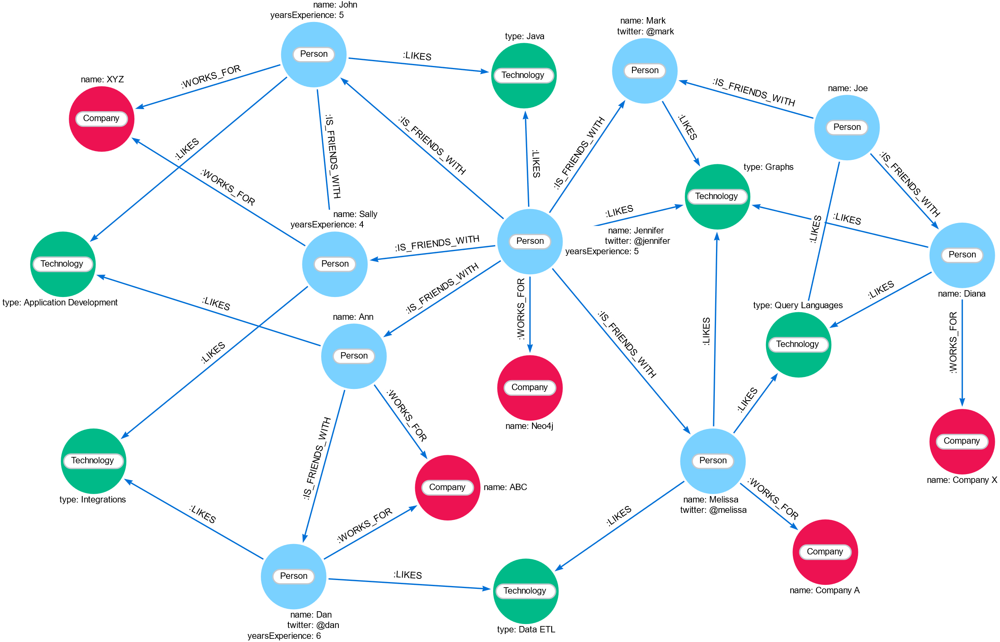 name: John
yearsExperience: 5
Person
:LIKES
type: Java
Technology
name: Mark
twitter: @mark
Person
:IS_FRIENDS_WITH
name: Joe
Person
:WORKS_FOR
name: XYZ
Company
:LIKES
:IS_FRIENDS_WITH
:IS_FRIENDS_WITH
:LIKES
:IS_FRIENDS_WITH
:LIKES
type: Graphs
Technology
:IS_FRIENDS_WITH
:WORKS_FOR
name: Sally
yearsExperience: 4
Person
:IS_FRIENDS_WITH
Person
:LIKES
name: Jennifer
twitter: @jennifer
yearsExperience: 5
:LIKES
:LIKES
Person
name: Diana
Technology
type: Application Development
:LIKES
:IS_FRIENDS_WITH
:WORKS_FOR
:IS_FRIENDS_WITH
:LIKES
type: Query Languages
Technology
:LIKES
:WORKS_FOR
name: Ann
Person
:LIKES
:WORKS_FOR
Company
name: Neo4j
:LIKES
Company
name: Company X
Technology
type: Integrations
:IS_FRIENDS_WITH
Company
name: ABC
Person
name: Melissa
twitter: @melissa
:WORKS_FOR
:LIKES
:WORKS_FOR
:LIKES
Company
name: Company A
Person
:LIKES
Technology
type: Data ETL
name: Dan
twitter: @dan
yearsExperience: 6